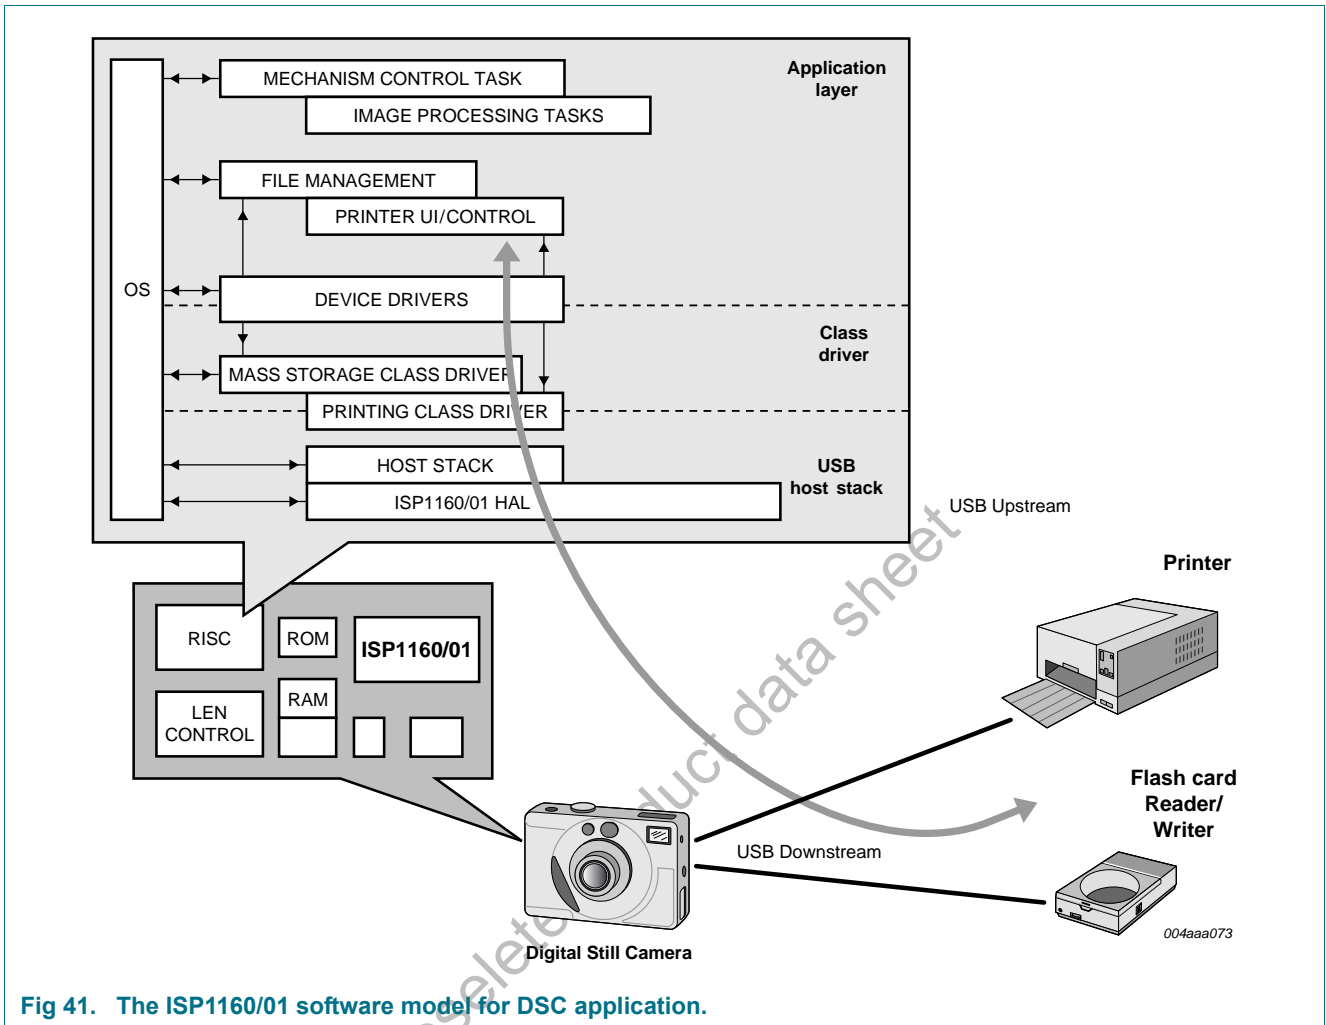 Application
layer
MECHANISM CONTROL TASK
IMAGE PROCESSING TASKS
FILE MANAGEMENT
PRINTER UI/CONTROL
OS
DEVICE DRIVERS
Class
driver
MASS STORAGE CLASS DRIVER
PRINTING CLASS DRIVER
HOST STACK
USB
host stack
ISP1160/01 HAL
USB Upstream
Printer
RISC
ROM
ISP1160/01
RAM
LEN
CONTROL
Flash card
Reader/
Writer
USB Downstream
Digital Still Camera
004aaa073
data sheet
Fig 41. The ISP1160/01 software model for DSC application.